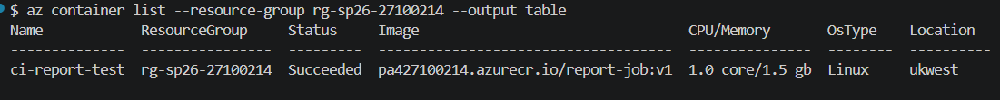 $ az container list --resource-group rg-sp26-27100214 --output table
Name            ResourceGroup      Status     Image                                CPU/Memory       OsType    Location
--------------  -----------------  ---------  -----------------------------------  ---------------  --------  ----------
ci-report-test  rg-sp26-27100214   Succeeded  pa427100214.azurecr.io/report-job:v1  1.0 core/1.5 gb  Linux     ukwest